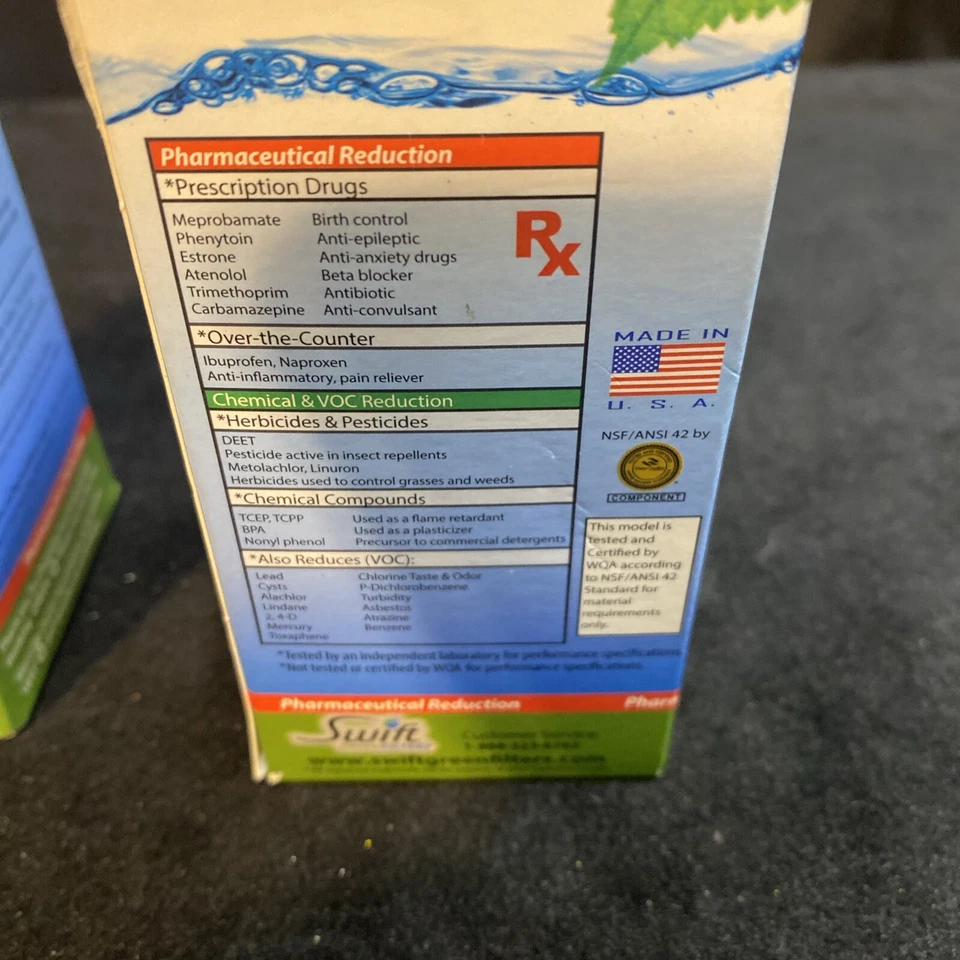 Pharmaceutical Reduction
*Prescription Drugs
Meprobamate Birth control
Phenytoin Anti-epileptic
Estrone Anti-anxiety drugs
Atenolol Beta blocker
Trimethoprim Antibiotic
Carbamazepine Anti-convulsant
Rx
*Over-the-Counter
Ibuprofen, Naproxen
Anti-inflammatory, pain reliever
Chemical & VOC Reduction
*Herbicides & Pesticides
DEET
Pesticide active in insect repellents
Metolachlor, Linuron
Herbicides used to control grasses and weeds
*Chemical Compounds
TCEP, TCPP Used as a flame retardant
BPA Used as a plasticizer
Nonyl phenol Precursor to commercial detergents
*Also Reduces (VOC):
Lead Chlorine Taste & Odor
Cysts P-Dichlorobenzene
Alachlor Turbidity
Lindane Asbestos
2, 4-D Atrazine
Mercury Benzene
Toxaphene
*Tested by an independent laboratory for performance specifications
*Not tested or certified by WQA for performance specifications
MADE IN
U. S. A.
NSF/ANSI 42 by
COMPONENT
This model is
tested and
Certified by
WQA according
to NSF/ANSI 42
Standard for
material
requirements
only.
Pharmaceutical Reduction Pharm
Swift
Customer Service
www.swiftgreenfilters.com